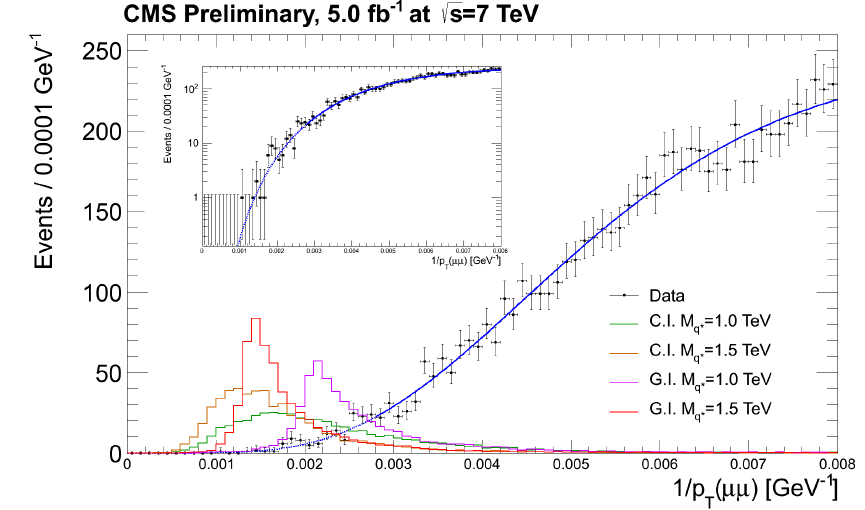 CMS Preliminary, 5.0 fb⁻¹ at √s=7 TeV
Events / 0.0001 GeV⁻¹
250
200
150
100
50
0
Events / 0.0001 GeV⁻¹
10²
10
1
0 0.001 0.002 0.003 0.004 0.005 0.006 0.007 0.008
1/p_T(μμ) [GeV⁻¹]
Data
C.I. M_q*=1.0 TeV
C.I. M_q*=1.5 TeV
G.I. M_q*=1.0 TeV
G.I. M_q*=1.5 TeV
0 0.001 0.002 0.003 0.004 0.005 0.006 0.007 0.008
1/p_T(μμ) [GeV⁻¹]